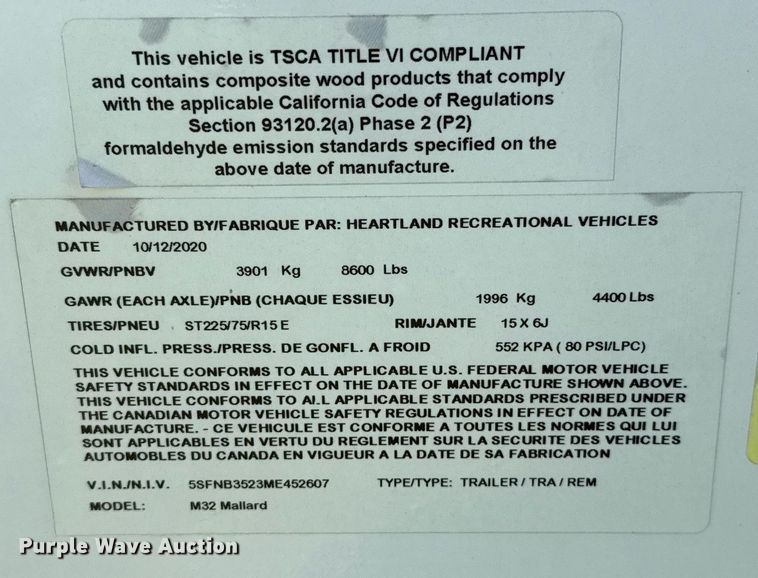 This vehicle is TSCA TITLE VI COMPLIANT
and contains composite wood products that comply
with the applicable California Code of Regulations
Section 93120.2(a) Phase 2 (P2)
formaldehyde emission standards specified on the
above date of manufacture.
MANUFACTURED BY/FABRIQUE PAR: HEARTLAND RECREATIONAL VEHICLES
DATE 10/12/2020
GVWR/PNBV 3901 Kg 8600 Lbs
GAWR (EACH AXLE)/PNB (CHAQUE ESSIEU) 1996 Kg 4400 Lbs
TIRES/PNEU ST225/75/R15 E RIM/JANTE 15 X 6J
COLD INFL. PRESS./PRESS. DE GONFL. A FROID 552 KPA ( 80 PSI/LPC)
THIS VEHICLE CONFORMS TO ALL APPLICABLE U.S. FEDERAL MOTOR VEHICLE
SAFETY STANDARDS IN EFFECT ON THE DATE OF MANUFACTURE SHOWN ABOVE.
THIS VEHICLE CONFORMS TO ALL APPLICABLE STANDARDS PRESCRIBED UNDER
THE CANADIAN MOTOR VEHICLE SAFETY REGULATIONS IN EFFECT ON DATE OF
MANUFACTURE. - CE VEHICULE EST CONFORME A TOUTES LES NORMES QUI LUI
SONT APPLICABLES EN VERTU DU REGLEMENT SUR LA SECURITE DES VEHICLES
AUTOMOBILES DU CANADA EN VIGUEUR A LA DATE DE SA FABRICATION
V.I.N./N.I.V. 5SFNB3523ME452607 TYPE/TYPE: TRAILER / TRA / REM
MODEL: M32 Mallard
Purple Wave Auction